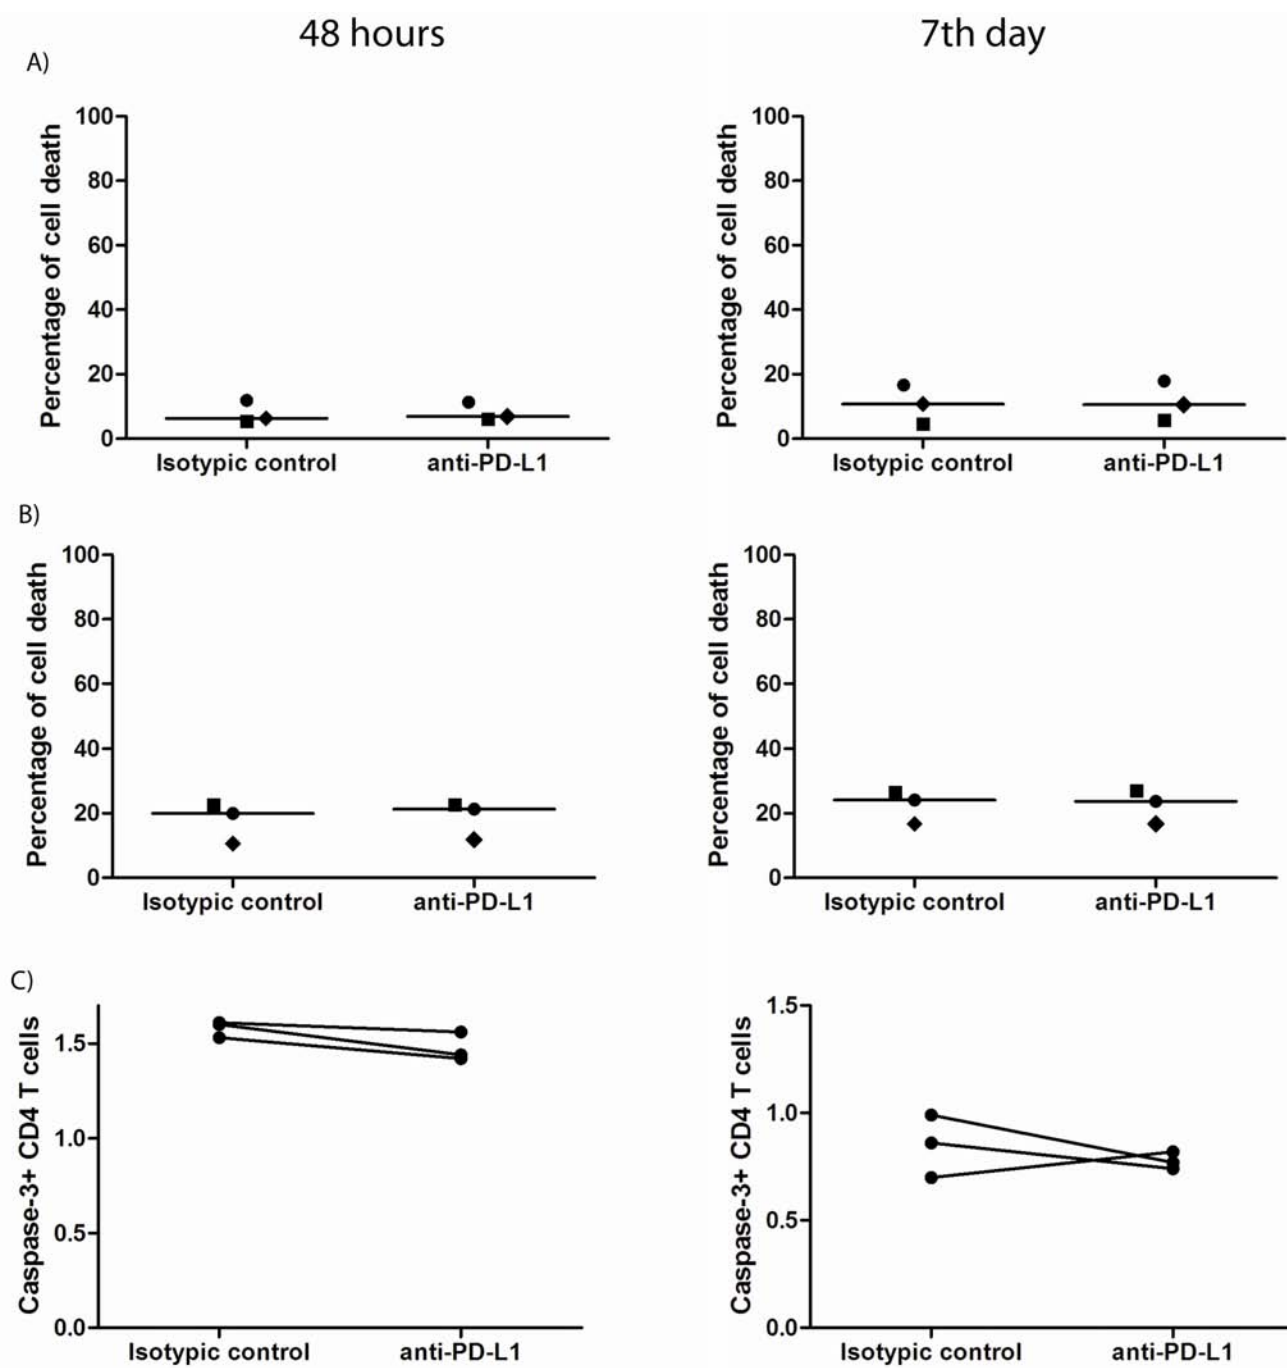 48 hours
7th day
A)
Percentage of cell death
100
80
60
40
20
0
Isotypic control
anti-PD-L1
Percentage of cell death
100
80
60
40
20
0
Isotypic control
anti-PD-L1
B)
Percentage of cell death
100
80
60
40
20
0
Isotypic control
anti-PD-L1
Percentage of cell death
100
80
60
40
20
0
Isotypic control
anti-PD-L1
C)
Caspase-3+ CD4 T cells
1.5
1.0
0.5
0.0
Isotypic control
anti-PD-L1
Caspase-3+ CD4 T cells
1.5
1.0
0.5
0.0
Isotypic control
anti-PD-L1